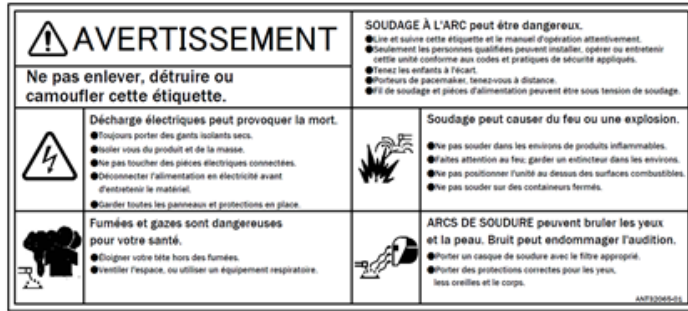 AVERTISSEMENT
Ne pas enlever, détruire ou
camoufler cette étiquette.
SOUDAGE À L'ARC peut étre dangereux.
●Lire et suivre cette étiquette et le manuel d'opération attentivement.
●Seulement les personnes qualifiées peuvent installer, opérer ou entretenir
cette unité conforme aux codes et pratiques de sécurité appliqués.
●Tenez les enfants à l'écart.
●Porteurs de pacemaker, tenez-vous à distance.
●Fil de soudage et pièces d'alimentation peuvent être sous tension de soudage.
Décharge électriques peut provoquer la mort.
●Toujours porter des gants isolants secs.
●Isoler vous du produit et de la masse.
●Ne pas toucher des pièces électriques connectées.
●Déconnecter l'alimentation en électricité avant
d'entretenir le matériel.
●Garder toutes les panneaux et protections en place.
Soudage peut causer du feu ou une explosion.
●Ne pas souder dans les environs de produits inflammables.
●Faites attention au feu; garder un extincteur dans les environs.
●Ne pas positionner l'unité au dessus des surfaces combustibles.
●Ne pas souder sur des containeurs fermés.
Fumées et gazes sont dangereuses
pour votre santé.
●Éloigner votre tête hors des fumées.
●Ventiler l'espace, ou utiliser un équipement respiratoire.
ARCS DE SOUDURE peuvent bruler les yeux
et la peau. Bruit peut endommager l'audition.
●Porter un casque de soudure avec le filtre approprié.
●Porter des protections correctes pour les yeux,
less oreilles et le corps.
ANT32065-01